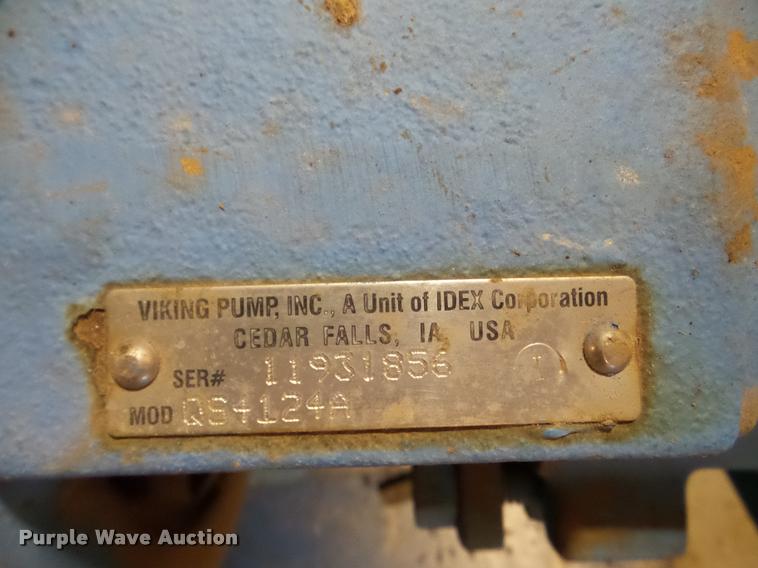 VIKING PUMP, INC., A Unit of IDEX Corporation
CEDAR FALLS, IA USA
SER# 11931856 I
MOD QS4124A
Purple Wave Auction